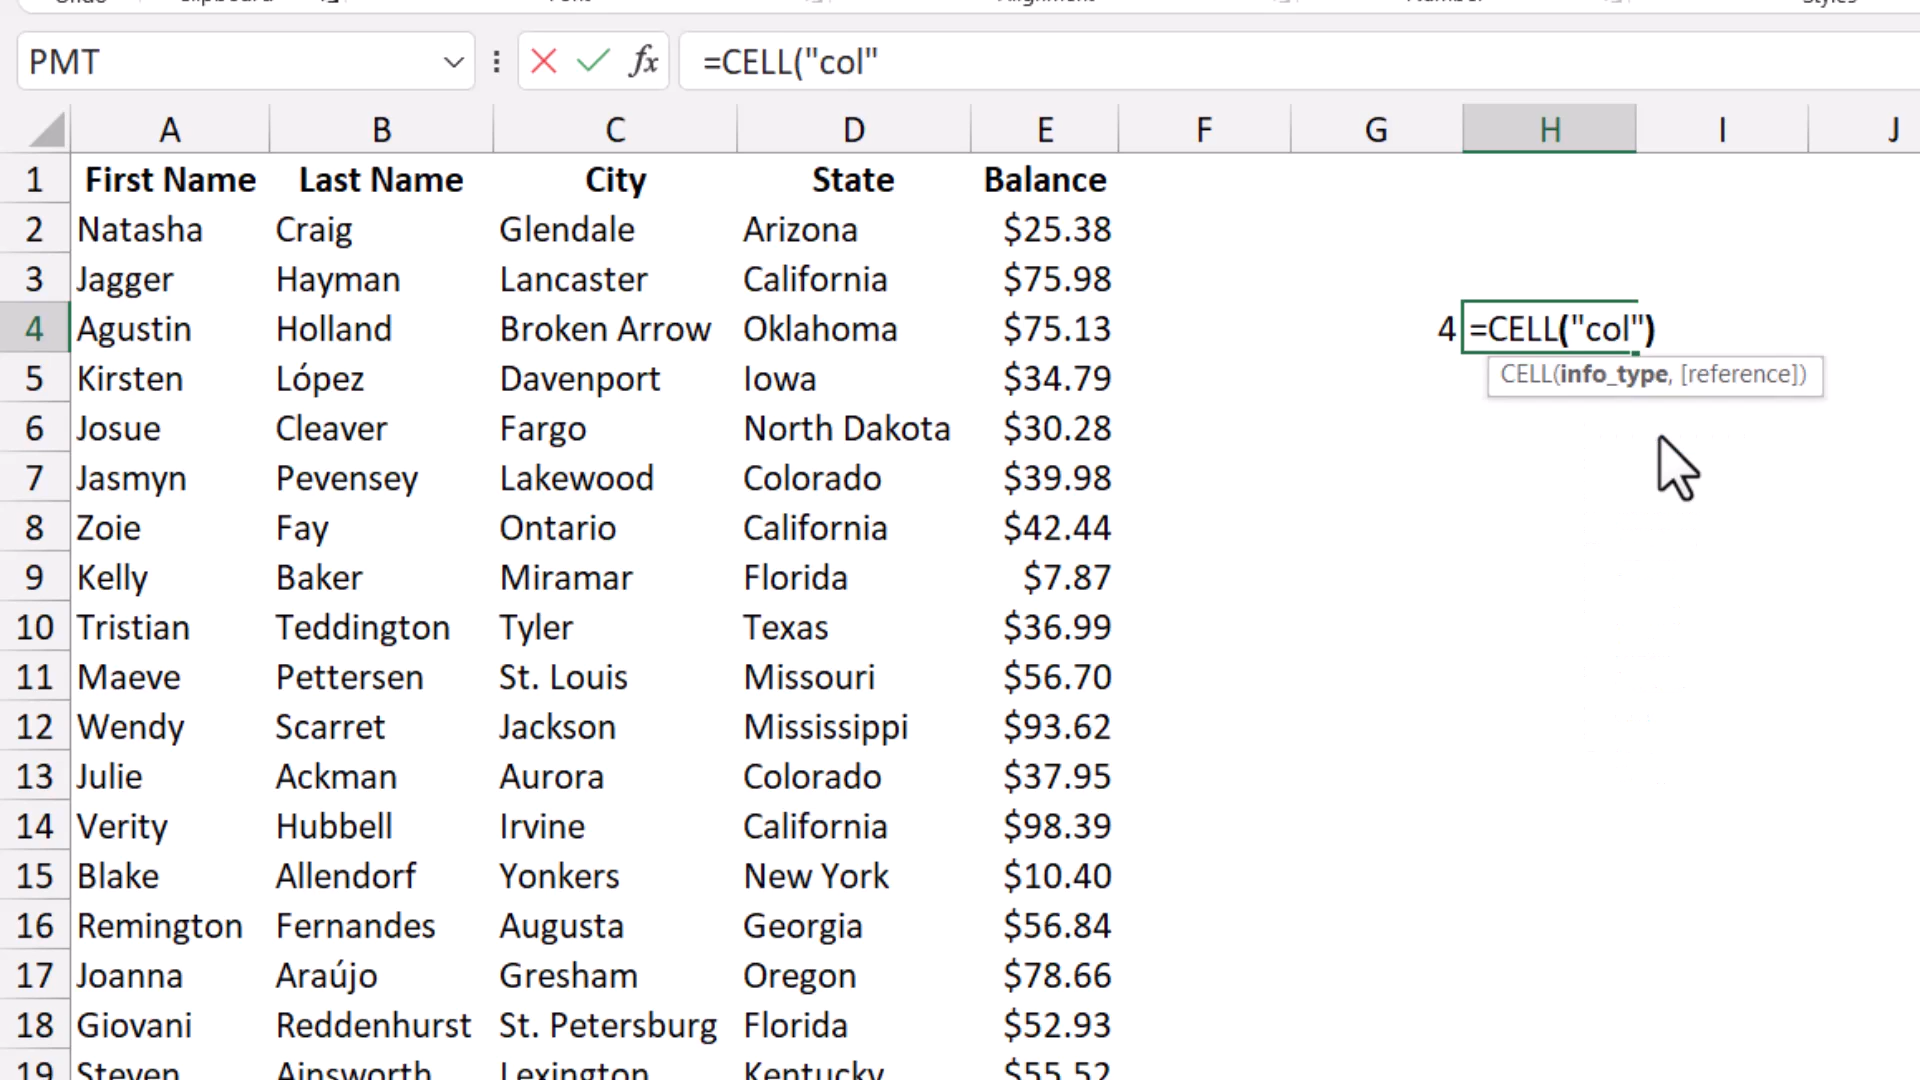 PMT =CELL("col"
A B C D E F G H I J
1 First Name Last Name City State Balance
2 Natasha Craig Glendale Arizona $25.38
3 Jagger Hayman Lancaster California $75.98
4 Agustin Holland Broken Arrow Oklahoma $75.13 4 =CELL("col")
CELL(info_type, [reference])
5 Kirsten López Davenport Iowa $34.79
6 Josue Cleaver Fargo North Dakota $30.28
7 Jasmyn Pevensey Lakewood Colorado $39.98
8 Zoie Fay Ontario California $42.44
9 Kelly Baker Miramar Florida $7.87
10 Tristian Teddington Tyler Texas $36.99
11 Maeve Pettersen St. Louis Missouri $56.70
12 Wendy Scarret Jackson Mississippi $93.62
13 Julie Ackman Aurora Colorado $37.95
14 Verity Hubbell Irvine California $98.39
15 Blake Allendorf Yonkers New York $10.40
16 Remington Fernandes Augusta Georgia $56.84
17 Joanna Araújo Gresham Oregon $78.66
18 Giovani Reddenhurst St. Petersburg Florida $52.93
19 Steven Ainsworth Lexington Kentucky $55.52